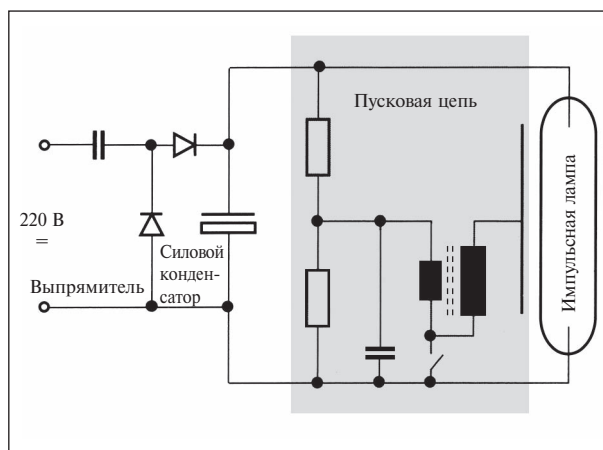 Пусковая цепь
220 В
=
Силовой
конден-
сатор
Выпрямитель
Импульсная лампа